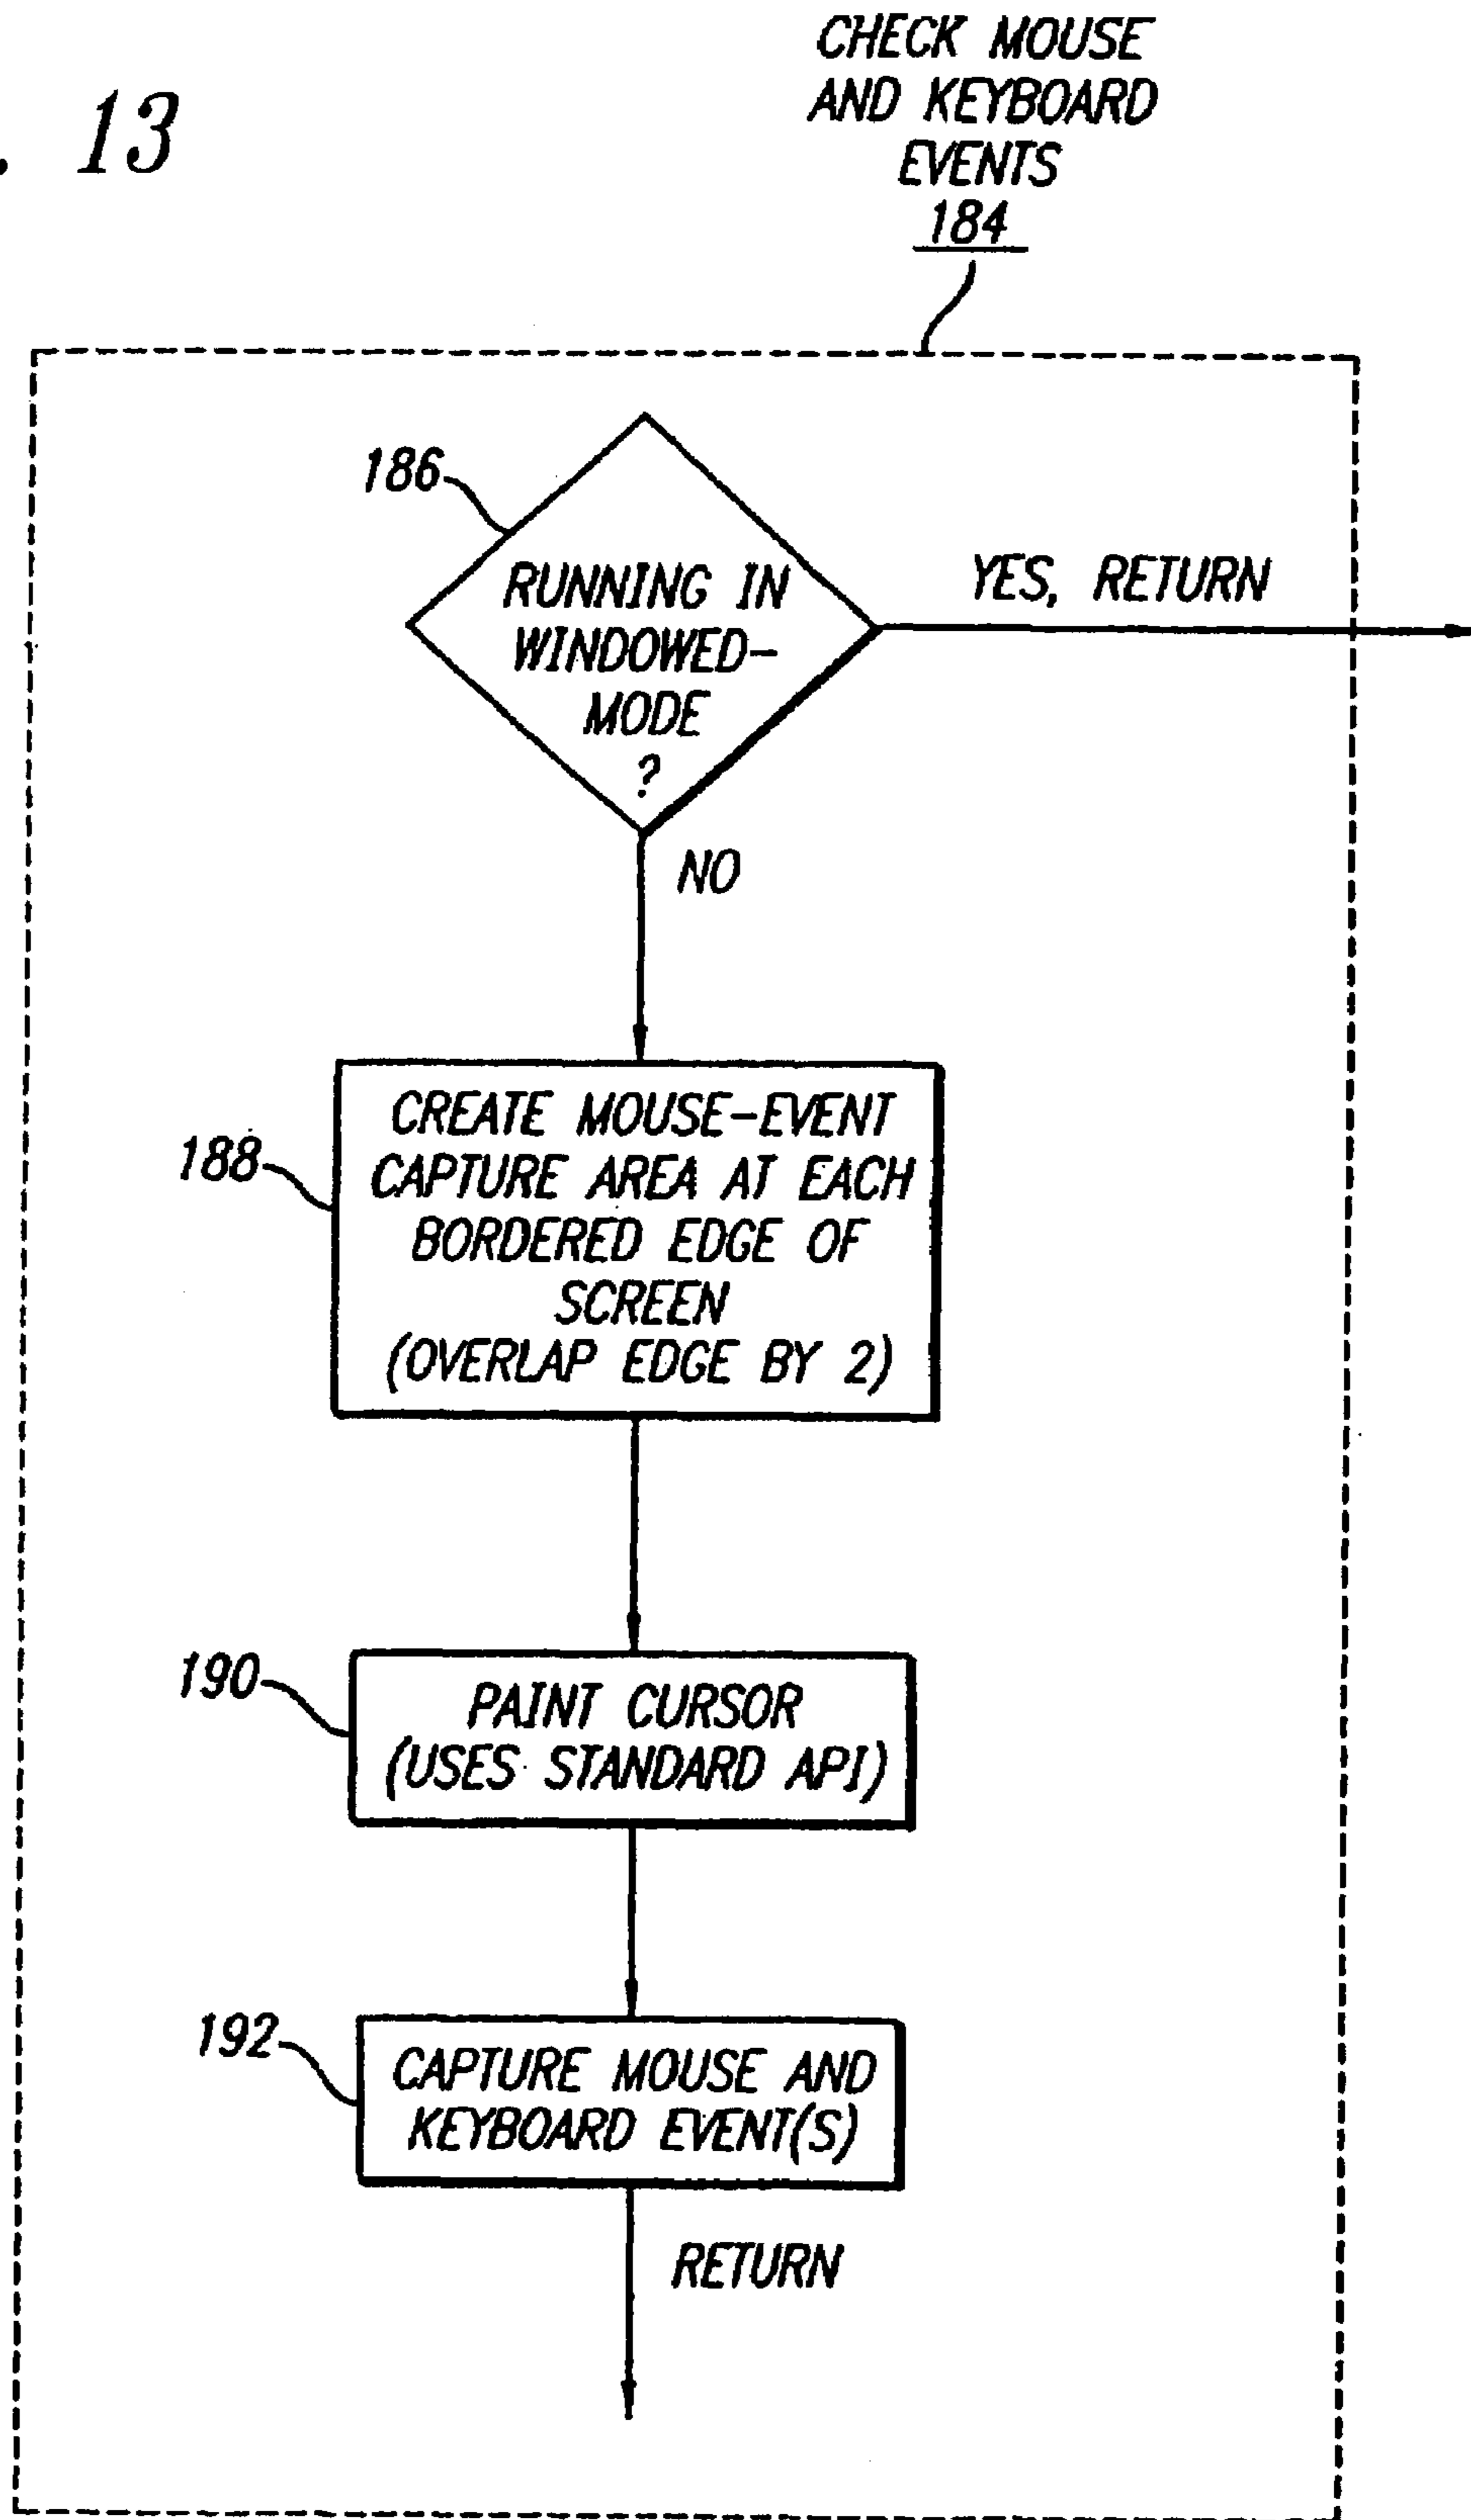 . 13
CHECK MOUSE
AND KEYBOARD
EVENTS
184
186
RUNNING IN
WINDOWED-
MODE
?
YES, RETURN
NO
188
CREATE MOUSE-EVENT
CAPTURE AREA AT EACH
BORDERED EDGE OF
SCREEN
(OVERLAP EDGE BY 2)
190
PAINT CURSOR
(USES STANDARD API)
192
CAPTURE MOUSE AND
KEYBOARD EVENT(S)
RETURN